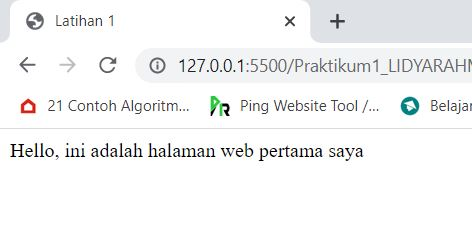 Latihan 1
127.0.0.1:5500/Praktikum1_LIDYARAHM
21 Contoh Algoritm...
Ping Website Tool /...
Belajar
Hello, ini adalah halaman web pertama saya